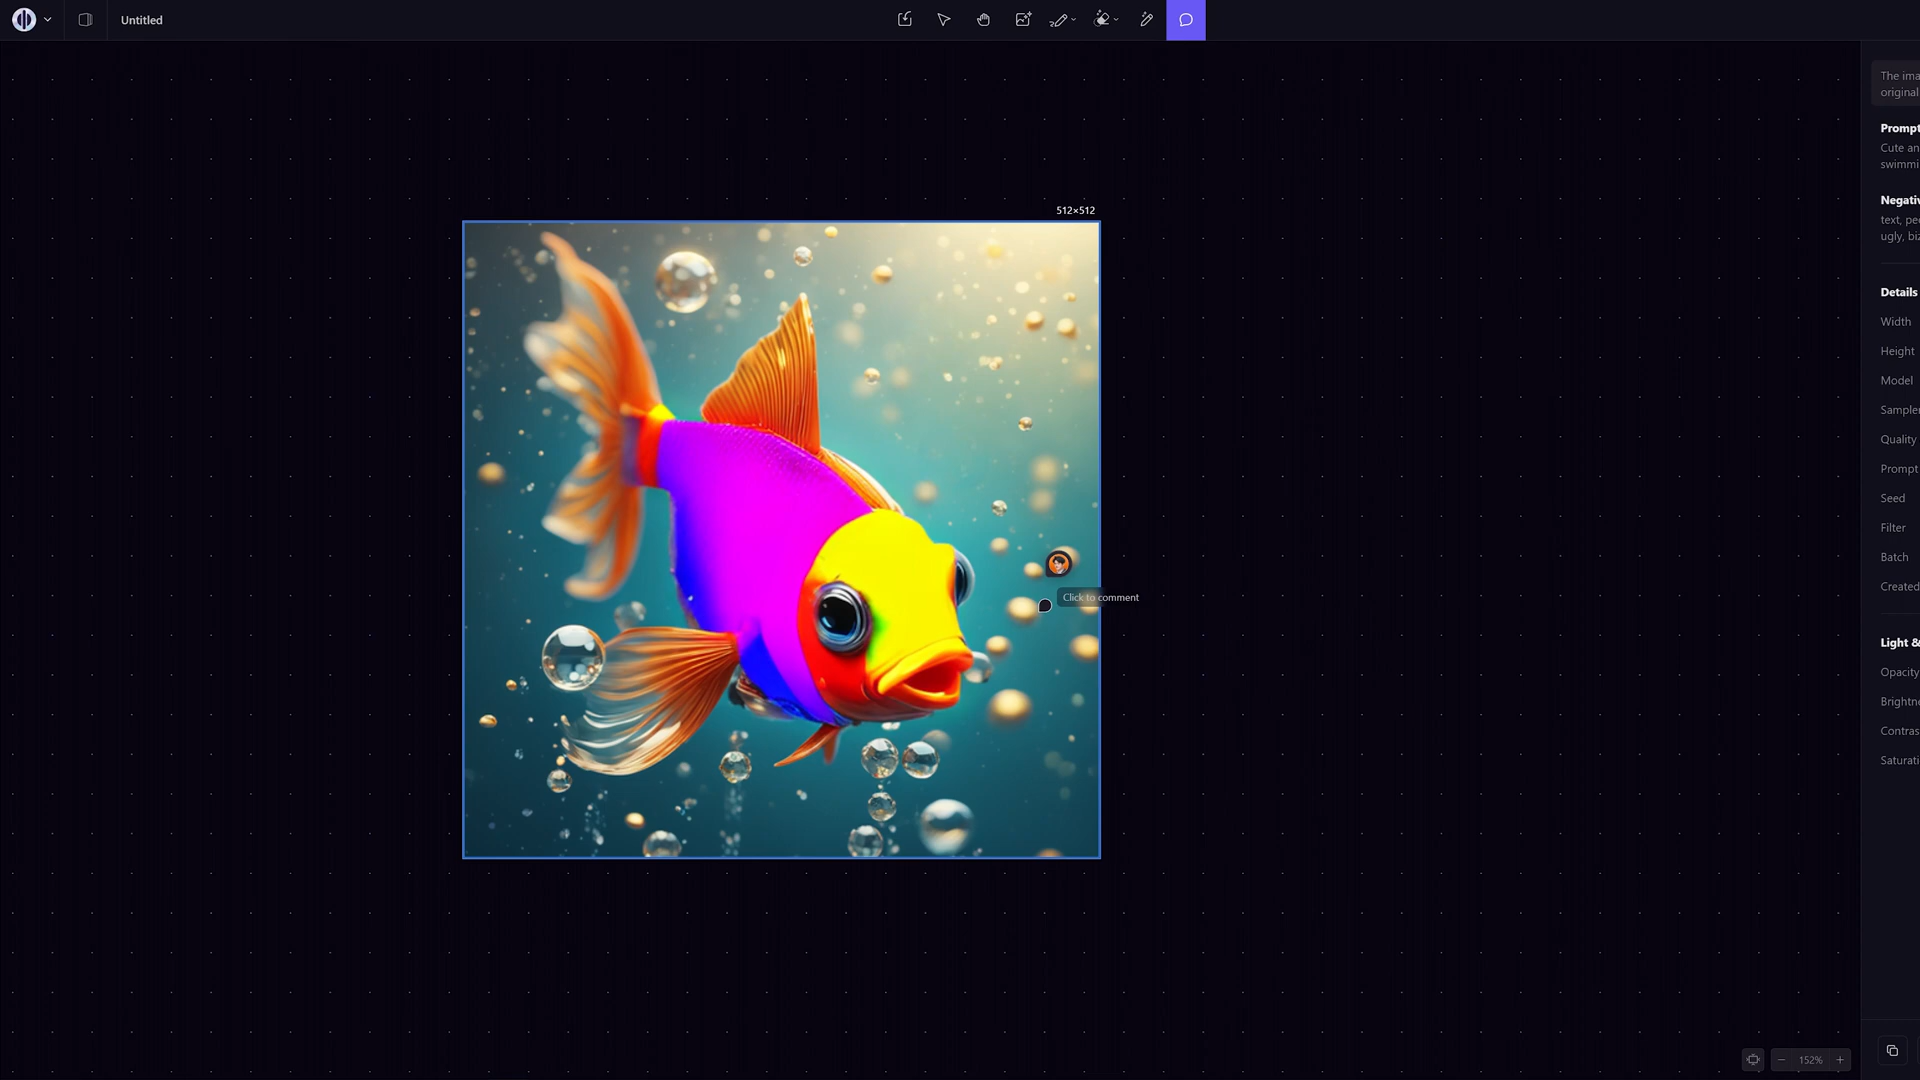 Untitled
512×512
Click to comment
The ima
original
Prompt
Cute an
swimmi
Negativ
text, pe
ugly, bi
Details
Width
Height
Model
Sampler
Quality
Prompt
Seed
Filter
Batch
Created
Light &
Opacity
Brightne
Contras
Saturati
152%